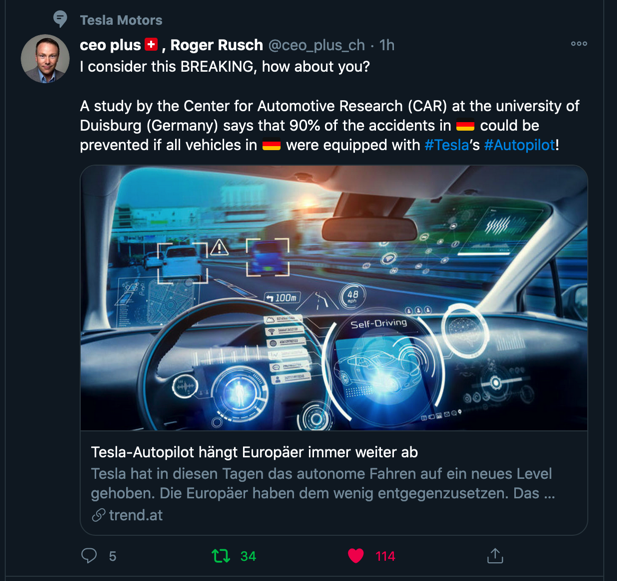 Tesla Motors
ceo plus🇨🇭, Roger Rusch @ceo_plus_ch · 1h
I consider this BREAKING, how about you?
A study by the Center for Automotive Research (CAR) at the university of
Duisburg (Germany) says that 90% of the accidents in 🇩🇪 could be
prevented if all vehicles in 🇩🇪 were equipped with #Tesla's #Autopilot!
100m
48
mph
Self-Driving
Tesla-Autopilot hängt Europäer immer weiter ab
Tesla hat in diesen Tagen das autonome Fahren auf ein neues Level
gehoben. Die Europäer haben dem wenig entgegenzusetzen. Das ...
trend.at
5 34 114